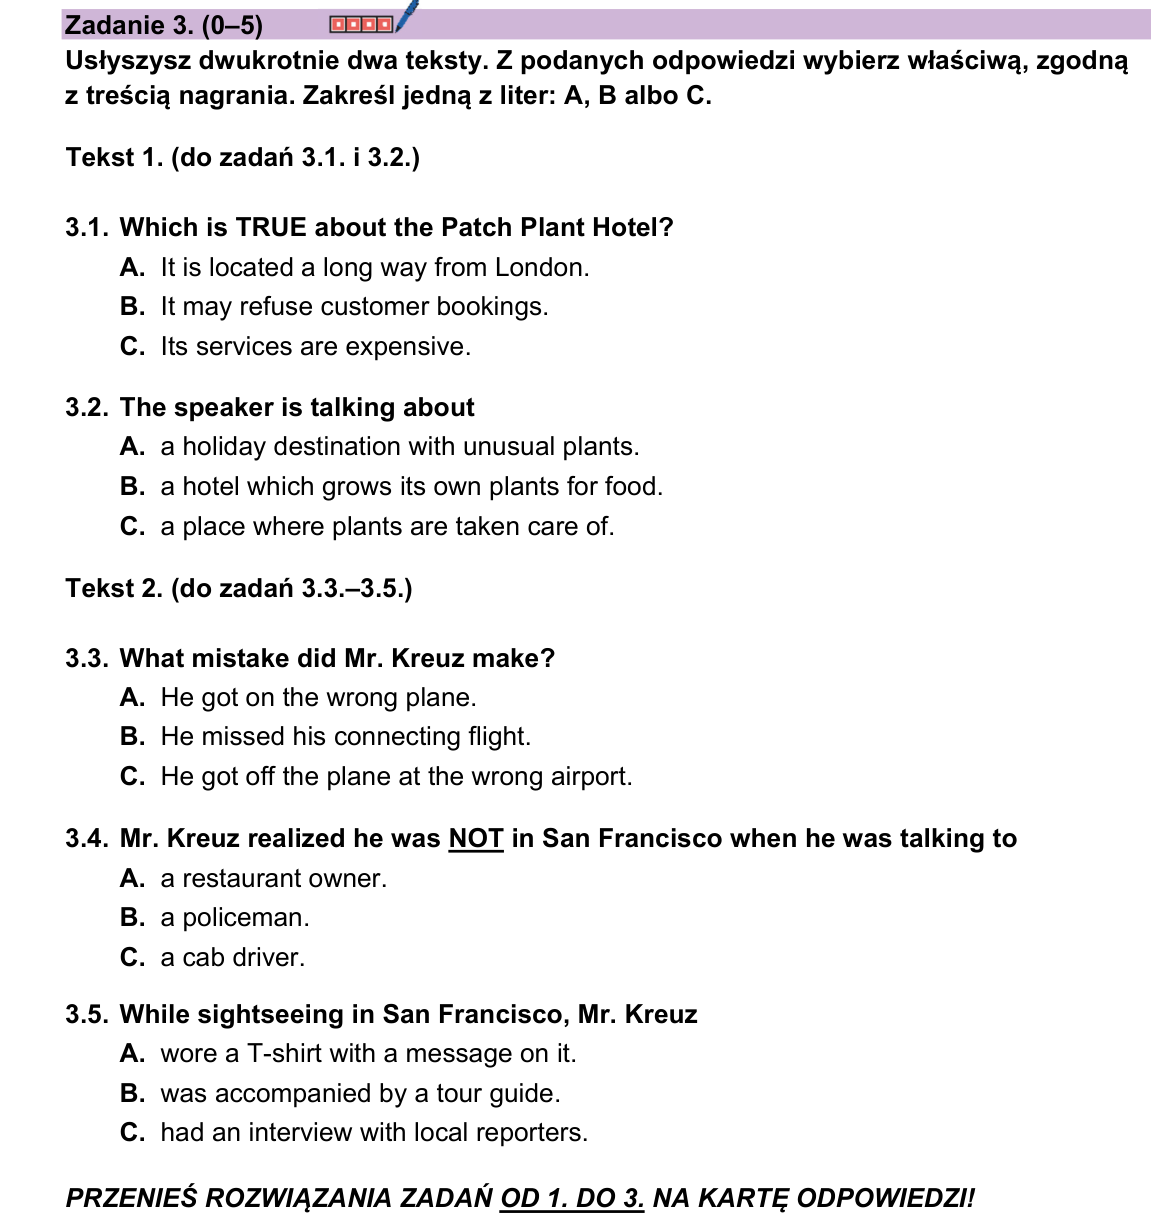 Zadanie 3. (0–5)
Usłyszysz dwukrotnie dwa teksty. Z podanych odpowiedzi wybierz właściwą, zgodną
z treścią nagrania. Zakreśl jedną z liter: A, B albo C.
Tekst 1. (do zadań 3.1. i 3.2.)
3.1. Which is TRUE about the Patch Plant Hotel?
A. It is located a long way from London.
B. It may refuse customer bookings.
C. Its services are expensive.
3.2. The speaker is talking about
A. a holiday destination with unusual plants.
B. a hotel which grows its own plants for food.
C. a place where plants are taken care of.
Tekst 2. (do zadań 3.3.–3.5.)
3.3. What mistake did Mr. Kreuz make?
A. He got on the wrong plane.
B. He missed his connecting flight.
C. He got off the plane at the wrong airport.
3.4. Mr. Kreuz realized he was NOT in San Francisco when he was talking to
A. a restaurant owner.
B. a policeman.
C. a cab driver.
3.5. While sightseeing in San Francisco, Mr. Kreuz
A. wore a T-shirt with a message on it.
B. was accompanied by a tour guide.
C. had an interview with local reporters.
PRZENIEŚ ROZWIĄZANIA ZADAŃ OD 1. DO 3. NA KARTĘ ODPOWIEDZI!